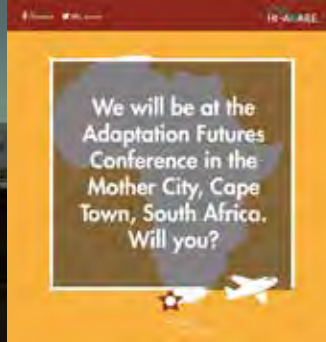 We will be at the
Adaptation Futures
Conference in the
Mother City, Cape
Town, South Africa.
Will you?